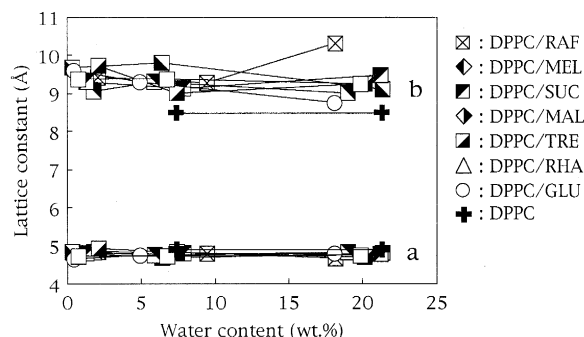 Lattice constant (Å)
11
10
9
8
7
6
5
4
b
a
0
5
10
15
20
25
Water content (wt.%)
: DPPC/RAF
: DPPC/MEL
: DPPC/SUC
: DPPC/MAL
: DPPC/TRE
: DPPC/RHA
: DPPC/GLU
: DPPC